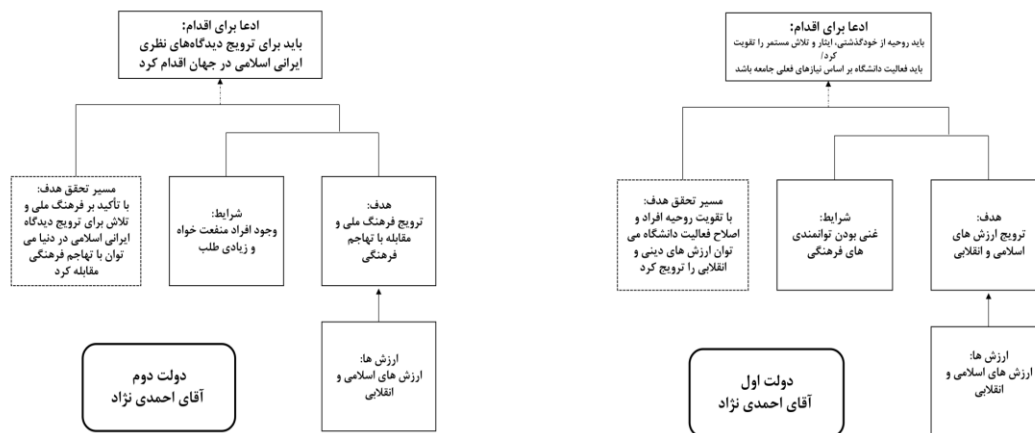 ادعا برای اقدام:
باید روحیه از خودگذشتی، ایثار و تلاش مستمر را تقویت
کرد/
باید فعالیت دانشگاه بر اساس نیازهای فعلی جامعه باشد
هدف:
ترویج ارزش های
اسلامی و انقلابی
شرایط:
غنی بودن توانمندی
های فرهنگی
مسیر تحقق هدف:
با تقویت روحیه افراد و
اصلاح فعالیت دانشگاه می
توان ارزش های دینی و
انقلابی را ترویج کرد
ارزش ها:
ارزش های اسلامی و
انقلابی
دولت اول
آقای احمدی نژاد
ادعا برای اقدام:
باید برای ترویج دیدگاه‌های نظری
ایرانی اسلامی در جهان اقدام کرد
هدف:
ترویج فرهنگ ملی و
مقابله با تهاجم
فرهنگی
شرایط:
وجود افراد منفعت خواه
و زیادی طلب
مسیر تحقق هدف:
با تأکید بر فرهنگ ملی و
تلاش برای ترویج دیدگاه
ایرانی اسلامی در دنیا می
توان با تهاجم فرهنگی
مقابله کرد
ارزش ها:
ارزش های اسلامی و
انقلابی
دولت دوم
آقای احمدی نژاد